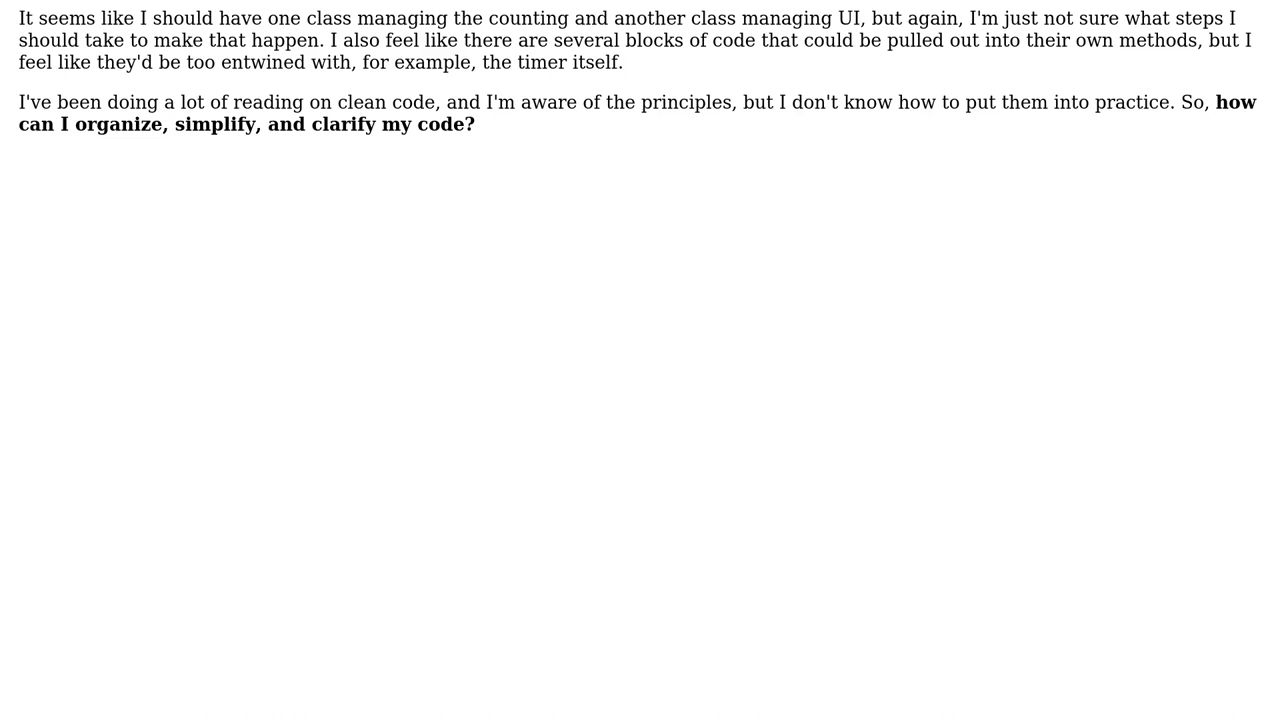 It seems like I should have one class managing the counting and another class managing UI, but again, I'm just not sure what steps I
should take to make that happen. I also feel like there are several blocks of code that could be pulled out into their own methods, but I
feel like they'd be too entwined with, for example, the timer itself.
I've been doing a lot of reading on clean code, and I'm aware of the principles, but I don't know how to put them into practice. So, how
can I organize, simplify, and clarify my code?